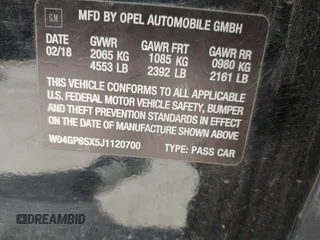 GM
MFD BY OPEL AUTOMOBILE GMBH
DATE GVWR GAWR FRT GAWR RR
02/18 2065 KG 1085 KG 0980 KG
4553 LB 2392 LB 2161 LB
THIS VEHICLE CONFORMS TO ALL APPLICABLE
U.S. FEDERAL MOTOR VEHICLE SAFETY, BUMPER
AND THEFT PREVENTION STANDARDS IN EFFECT ON
THE DATE OF MANUFACTURE SHOWN ABOVE.
W04GP6SX5J1120700 TYPE: PASS CAR
DREAMBID